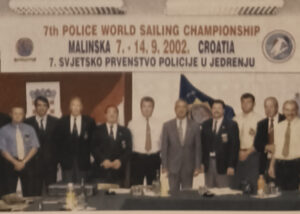 7th POLICE WORLD SAILING CHAMPIONSHIP
MALINSKA 7. - 14. 9. 2002. CROATIA
7. SVJETSKO PRVENSTVO POLICIJE U JEDRENJU